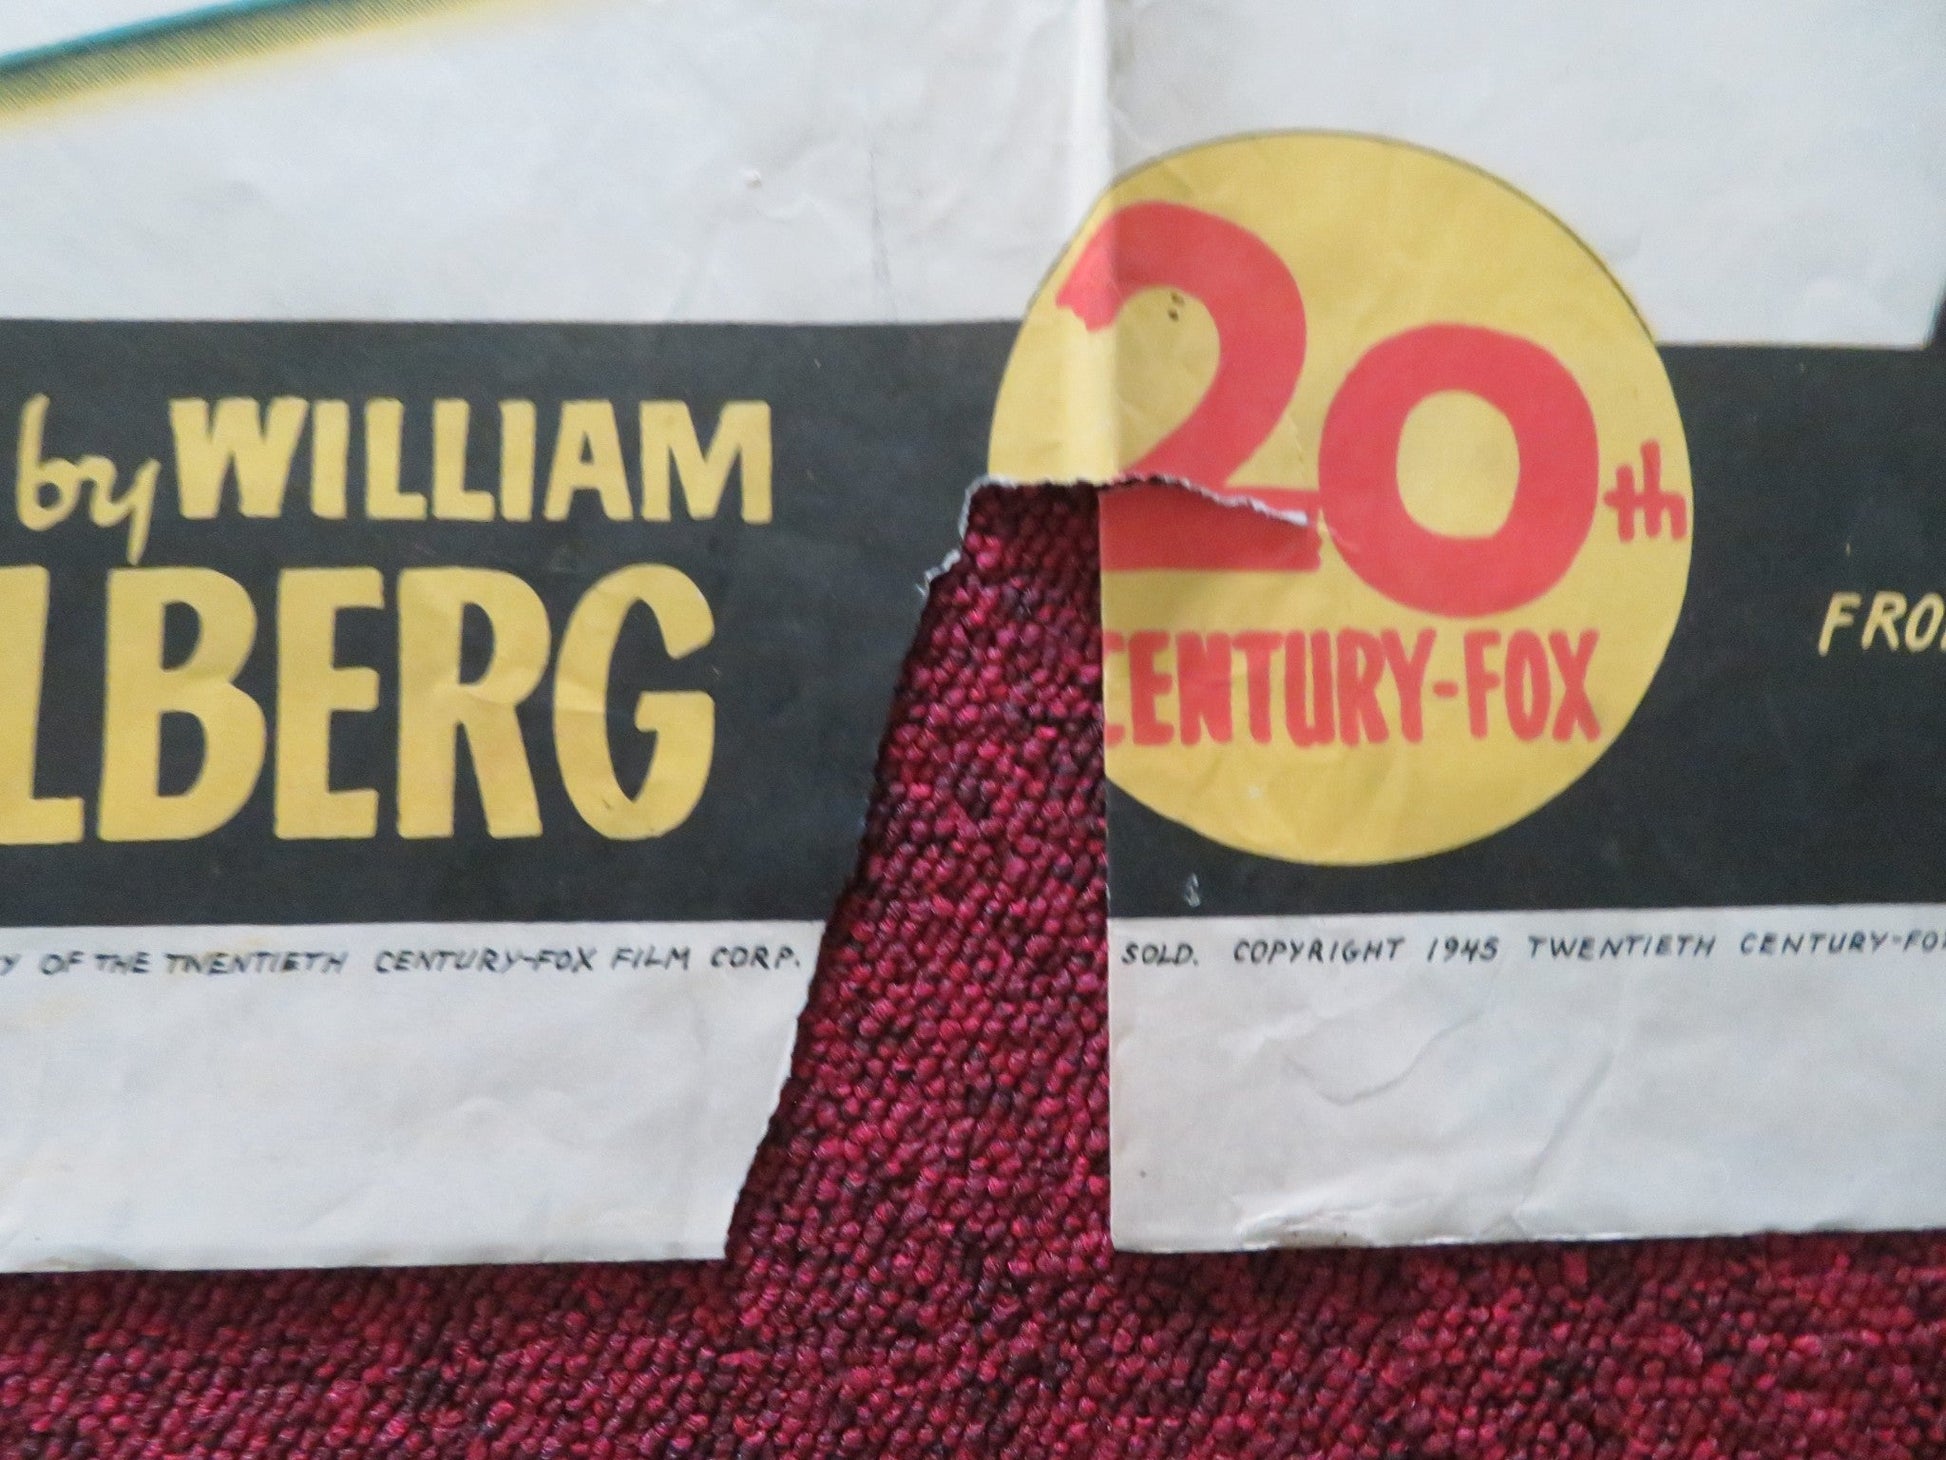 by WILLIAM
LBERG
20th
CENTURY-FOX
FRO
Y OF THE TWENTIETH CENTURY-FOX FILM CORP.
SOLD. COPYRIGHT 1945 TWENTIETH CENTURY-FO